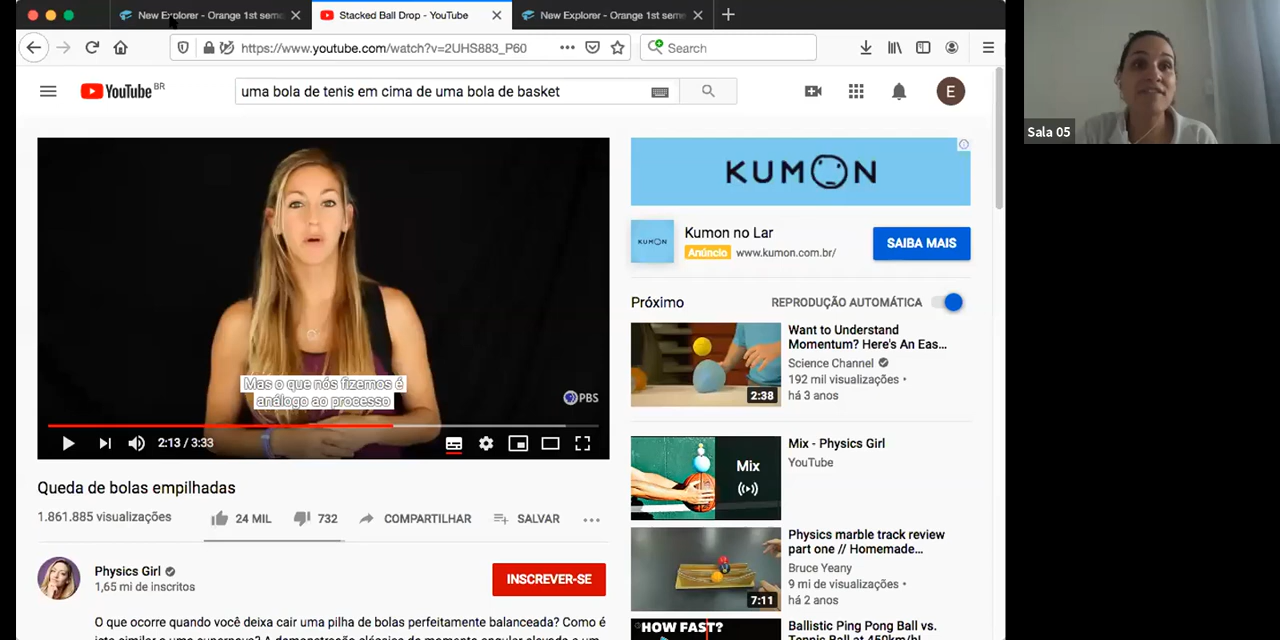 New Explorer - Orange 1st seme
Stacked Ball Drop - YouTube
New Explorer - Orange 1st seme
https://www.youtube.com/watch?v=2UHS883_P60
Search
YouTube BR
uma bola de tenis em cima de uma bola de basket
E
Sala 05
Mas o que nós fizemos é
análogo ao processo
PBS
2:13 / 3:33
Queda de bolas empilhadas
1.861.885 visualizações
24 MIL
732
COMPARTILHAR
SALVAR
Physics Girl
1,65 mi de inscritos
INSCREVER-SE
O que ocorre quando você deixa cair uma pilha de bolas perfeitamente balanceada? Como é
KUMON
KUMON
Kumon no Lar
Anúncio www.kumon.com.br/
SAIBA MAIS
Próximo
REPRODUÇÃO AUTOMÁTICA
Want to Understand
Momentum? Here's An Eas...
Science Channel
192 mil visualizações •
há 3 anos
2:38
Mix - Physics Girl
YouTube
Mix
Physics marble track review
part one // Homemade...
Bruce Yeany
9 mi de visualizações •
há 2 anos
7:11
HOW FAST?
Ballistic Ping Pong Ball vs.
Tennis Ball at 450km/h!